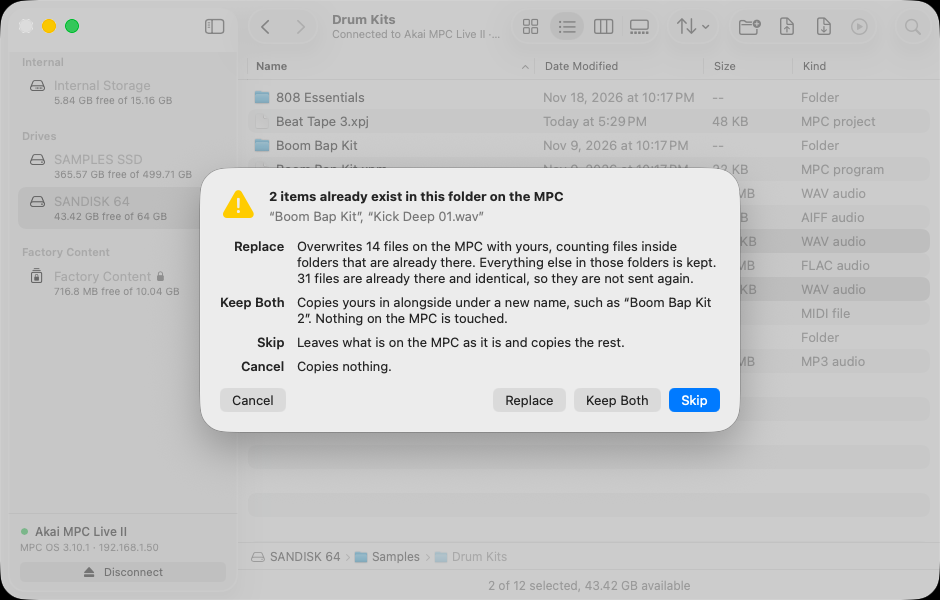 Drum Kits
Connected to Akai MPC Live II ·…
Internal
Internal Storage
5.84 GB free of 15.16 GB
Drives
SAMPLES SSD
365.57 GB free of 499.71 GB
SANDISK 64
43.42 GB free of 64 GB
Factory Content
Factory Content
716.8 MB free of 10.04 GB
Akai MPC Live II
MPC OS 3.10.1 · 192.168.1.50
Disconnect
Name Date Modified Size Kind
808 Essentials Nov 18, 2026 at 10:17 PM -- Folder
Beat Tape 3.xpj Today at 5:29 PM 48 KB MPC project
Boom Bap Kit Nov 9, 2026 at 10:17 PM -- Folder
MPC program
WAV audio
AIFF audio
KB WAV audio
FLAC audio
KB WAV audio
MIDI file
Folder
MB MP3 audio
2 items already exist in this folder on the MPC
“Boom Bap Kit”, “Kick Deep 01.wav”
Replace Overwrites 14 files on the MPC with yours, counting files inside
folders that are already there. Everything else in those folders is kept.
31 files are already there and identical, so they are not sent again.
Keep Both Copies yours in alongside under a new name, such as “Boom Bap Kit
2”. Nothing on the MPC is touched.
Skip Leaves what is on the MPC as it is and copies the rest.
Cancel Copies nothing.
Cancel Replace Keep Both Skip
SANDISK 64 › Samples › Drum Kits
2 of 12 selected, 43.42 GB available